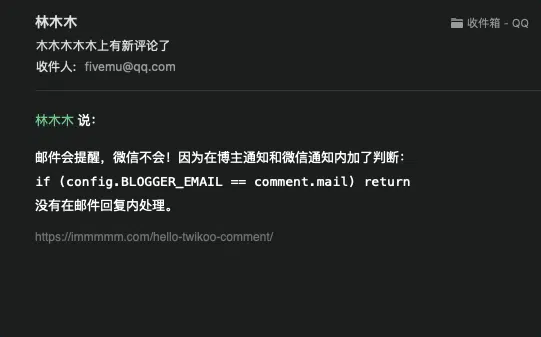 林木木
收件箱 - QQ
木木木木木上有新评论了
收件人： fivemu@qq.com
林木木 说：
邮件会提醒，微信不会！因为在博主通知和微信通知内加了判断：
if (config.BLOGGER_EMAIL == comment.mail) return
没有在邮件回复内处理。
https://immmmm.com/hello-twikoo-comment/